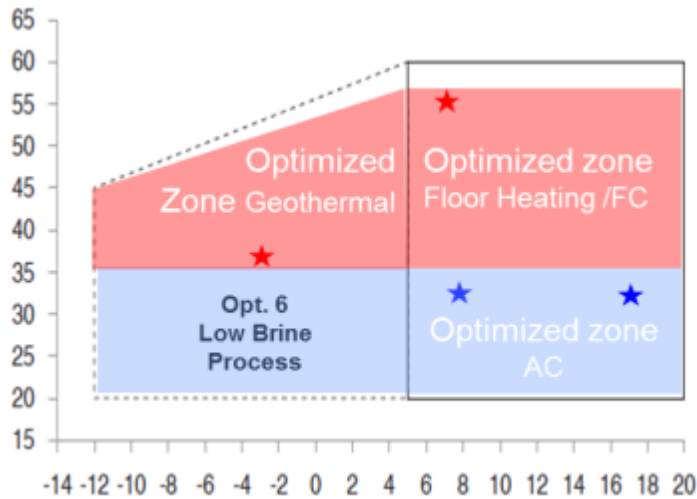 65
60
55
50
45
40
35
30
25
20
15
Optimized
Zone Geothermal
Optimized zone
Floor Heating /FC
Opt. 6
Low Brine
Process
Optimized zone
AC
-14 -12 -10 -8 -6 -4 -2 0 2 4 6 8 10 12 14 16 18 20